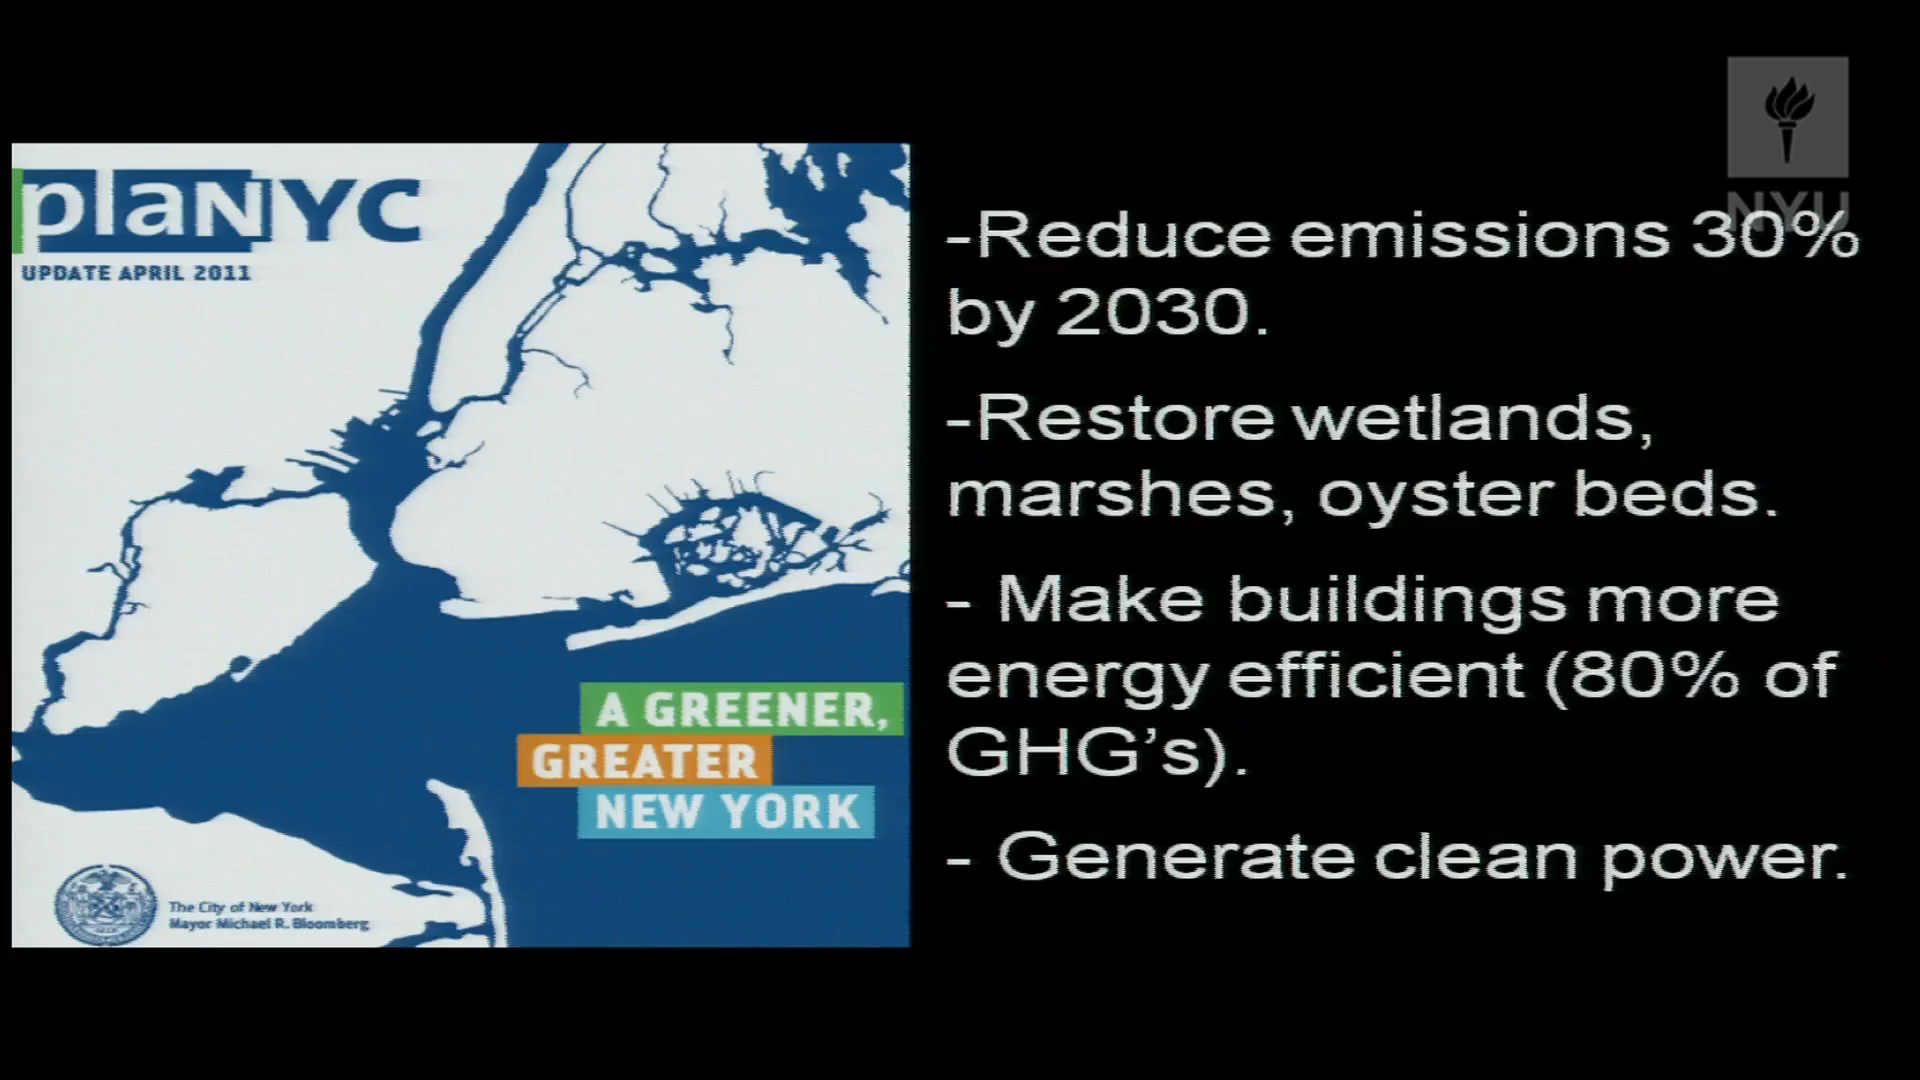 plaNYC
UPDATE APRIL 2011
A GREENER,
GREATER
NEW YORK
The City of New York
Mayor Michael R. Bloomberg
NYU
-Reduce emissions 30%
by 2030.
-Restore wetlands,
marshes, oyster beds.
- Make buildings more
energy efficient (80% of
GHG's).
- Generate clean power.